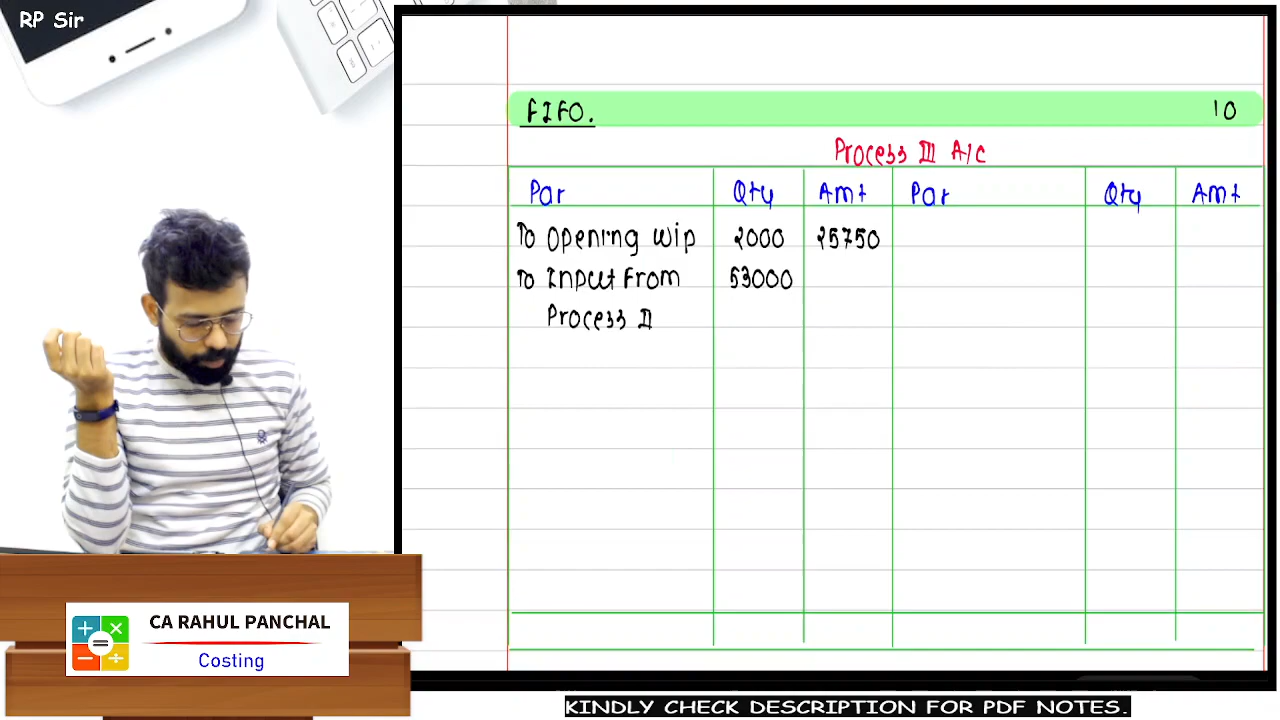 RP Sir
FIFO. 10
Process III A/c
Par Qty Amt Par Qty Amt
To Opening Wip 2000 25750
To Input From 53000
Process II
CA RAHUL PANCHAL
Costing
KINDLY CHECK DESCRIPTION FOR PDF NOTES.